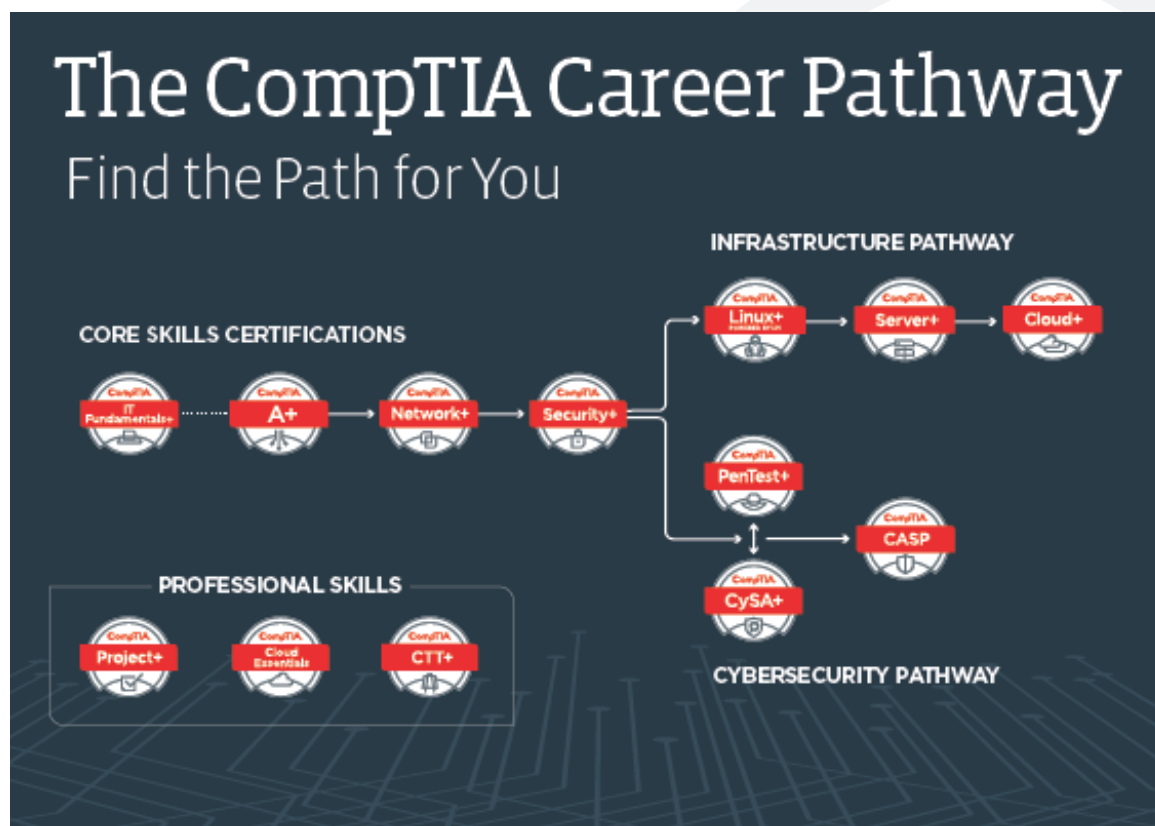 The CompTIA Career Pathway
Find the Path for You
INFRASTRUCTURE PATHWAY
CompTIA
Linux+
CompTIA
Server+
CompTIA
Cloud+
CORE SKILLS CERTIFICATIONS
CompTIA
IT
Fundamentals+
CompTIA
A+
CompTIA
Network+
CompTIA
Security+
CompTIA
PenTest+
CompTIA
CASP
CompTIA
CySA+
CYBERSECURITY PATHWAY
PROFESSIONAL SKILLS
CompTIA
Project+
CompTIA
Cloud
Essentials
CompTIA
CTT+